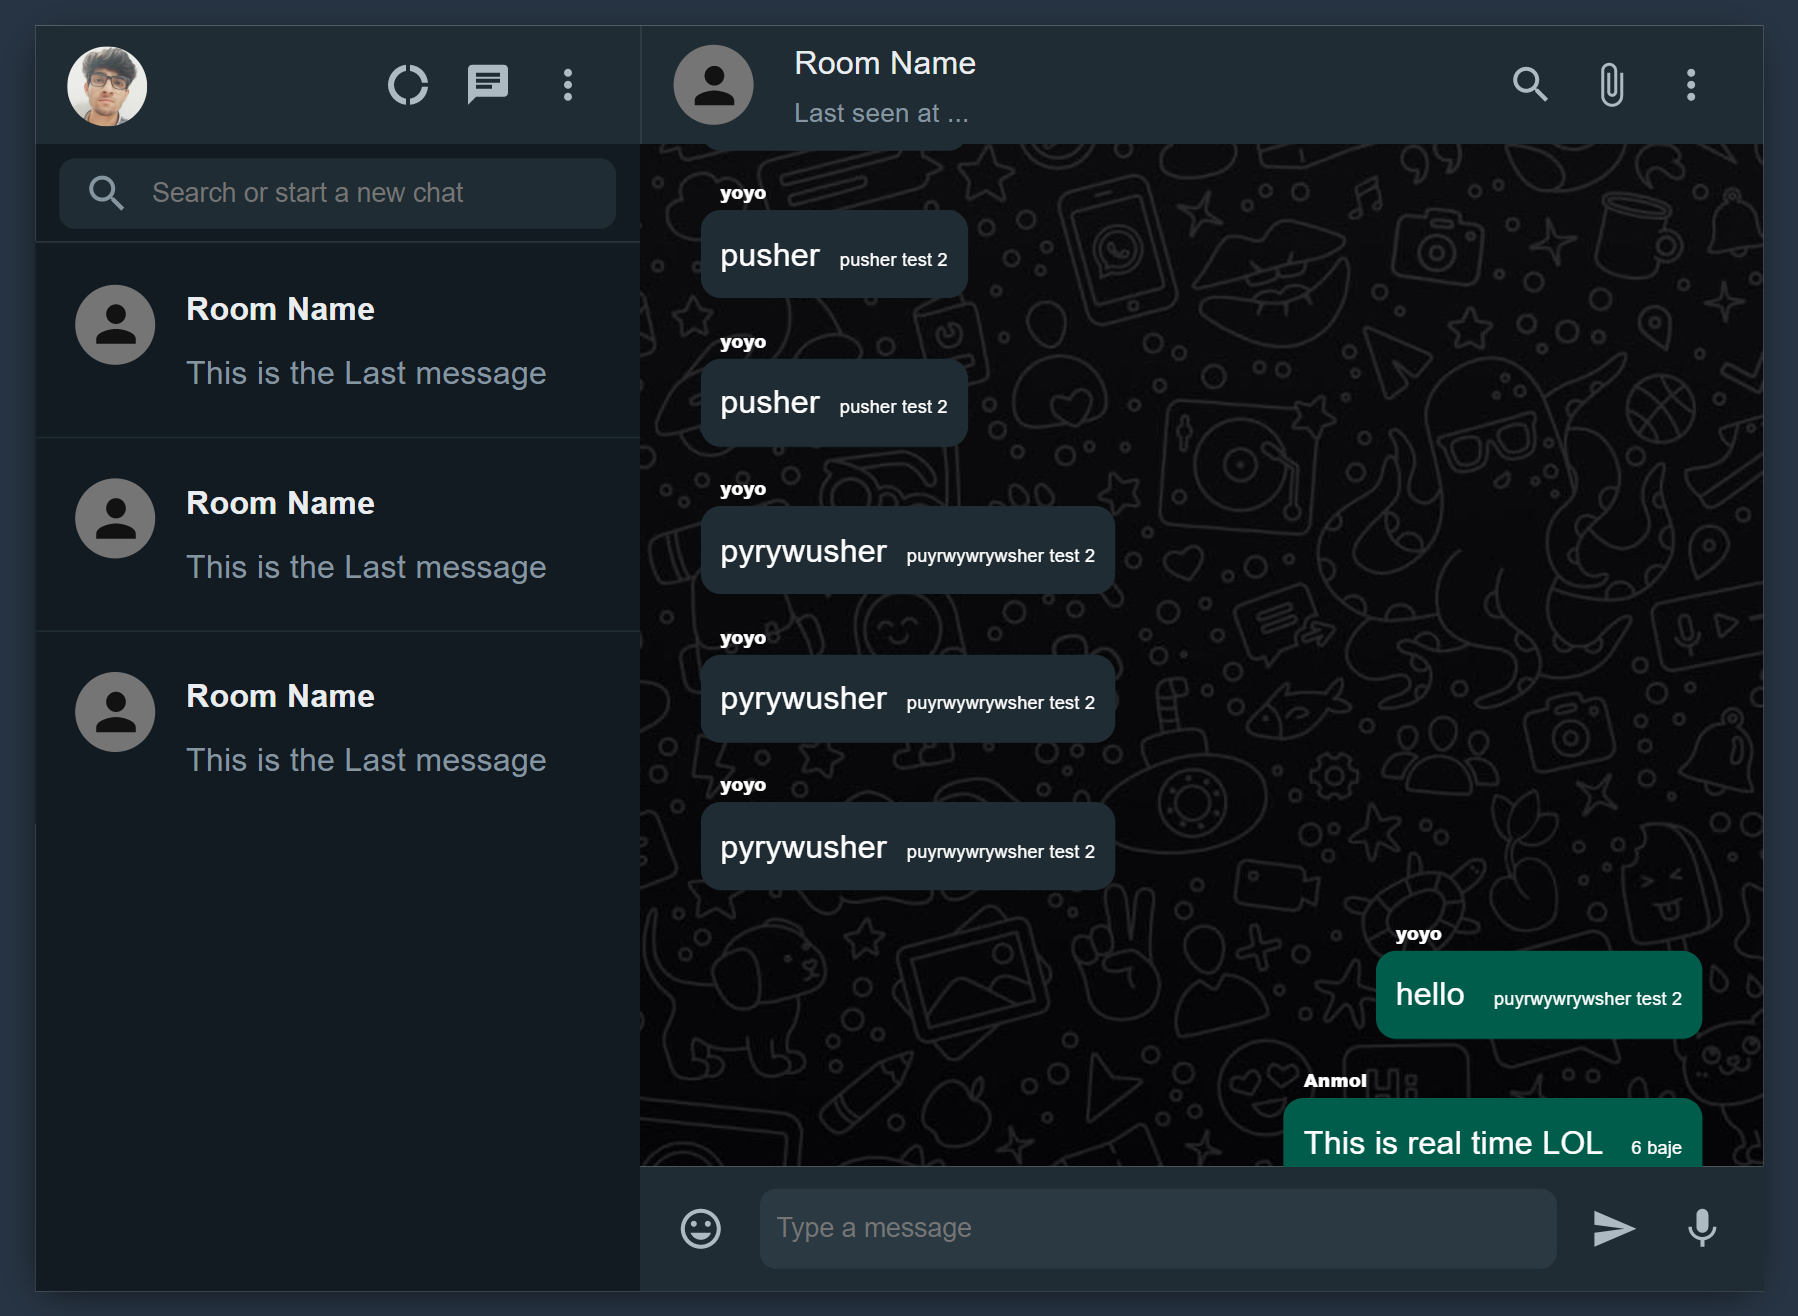 Search or start a new chat
Room Name
This is the Last message
Room Name
This is the Last message
Room Name
This is the Last message
Room Name
Last seen at ...
yoyo
pusher pusher test 2
yoyo
pusher pusher test 2
yoyo
pyrywusher puyrwywrywsher test 2
yoyo
pyrywusher puyrwywrywsher test 2
yoyo
pyrywusher puyrwywrywsher test 2
yoyo
hello puyrwywrywsher test 2
Anmol
Hi
This is real time LOL 6 baje
Type a message